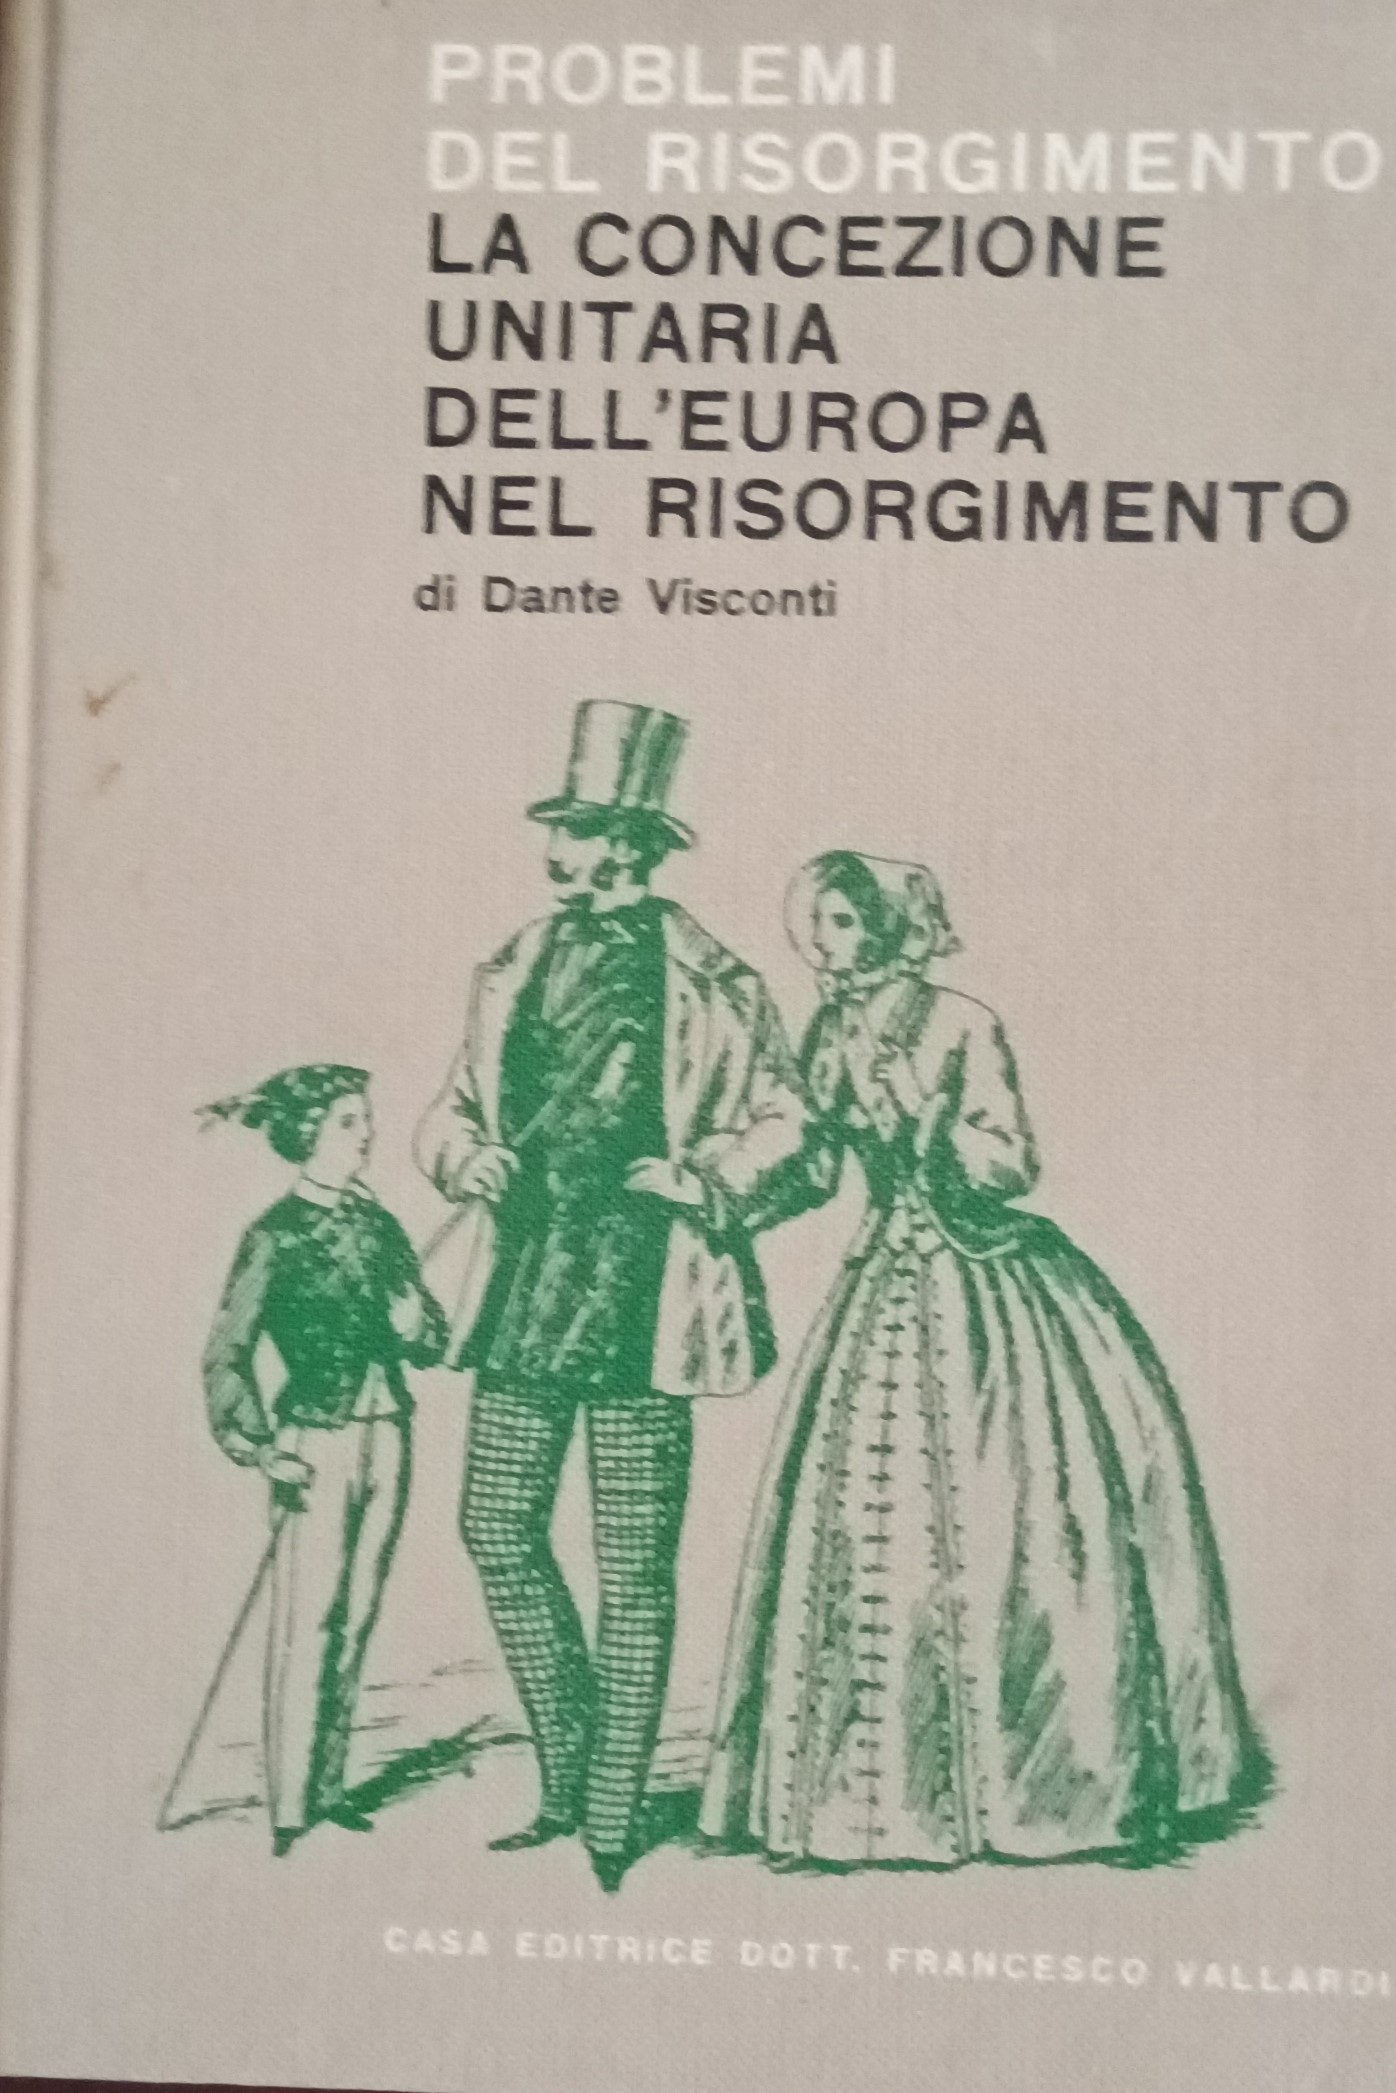 PROBLEMI
DEL RISORGIMENTO
LA CONCEZIONE
UNITARIA
DELL'EUROPA
NEL RISORGIMENTO
di Dante Visconti
CASA EDITRICE DOTT. FRANCESCO VALLARDI